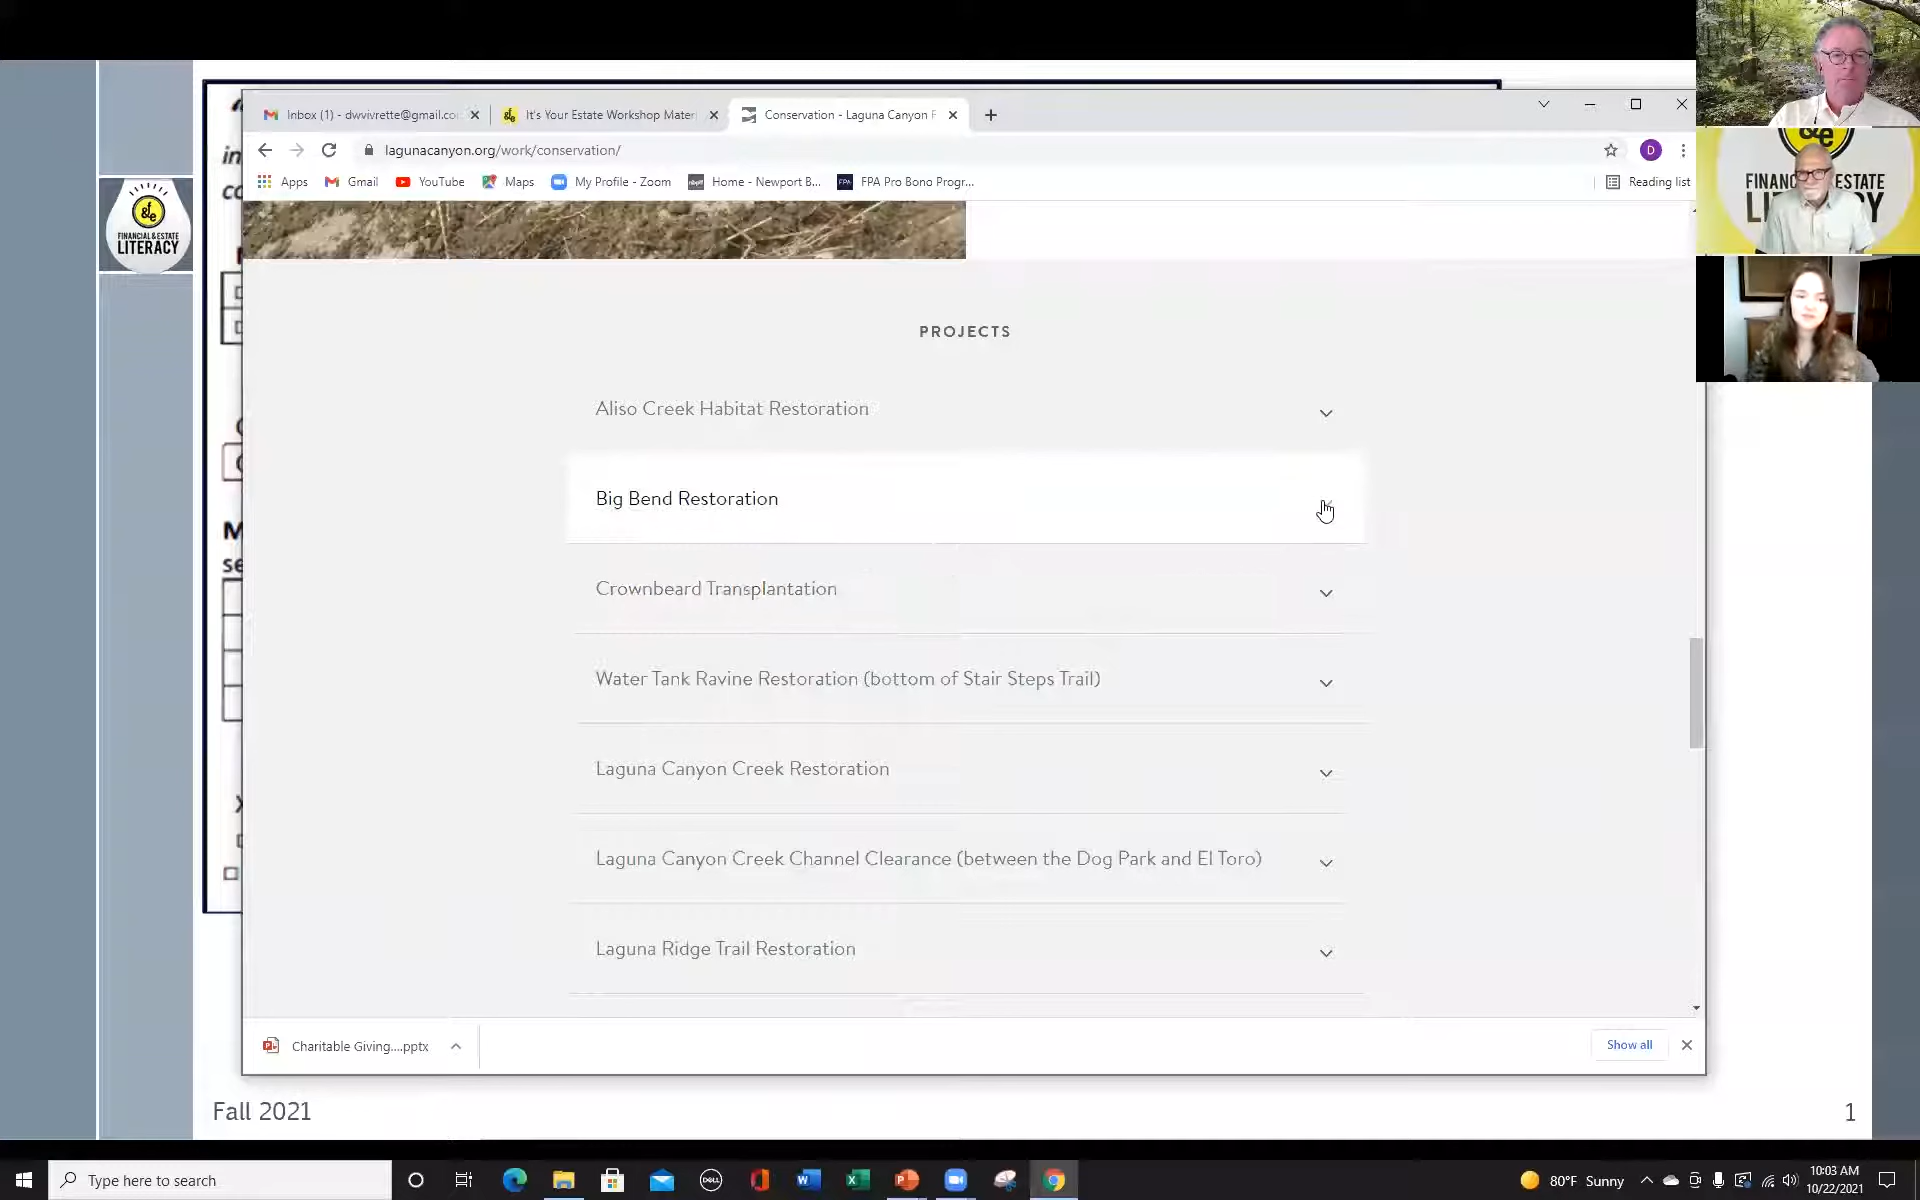 Inbox (1) - dwvivrette@gmail.co
It's Your Estate Workshop Mater
Conservation - Laguna Canyon F
lagunacanyon.org/work/conservation/
D
Apps
Gmail
YouTube
Maps
My Profile - Zoom
Home - Newport B...
FPA Pro Bono Progr...
Reading list
f&e
FINANCIAL & ESTATE
LITERACY
in
co
M
se
PROJECTS
Aliso Creek Habitat Restoration
Big Bend Restoration
Crownbeard Transplantation
Water Tank Ravine Restoration (bottom of Stair Steps Trail)
Laguna Canyon Creek Restoration
Laguna Canyon Creek Channel Clearance (between the Dog Park and El Toro)
Laguna Ridge Trail Restoration
Charitable Giving....pptx
Show all
Fall 2021
1
Type here to search
DELL
80°F Sunny
10:03 AM
10/22/2021